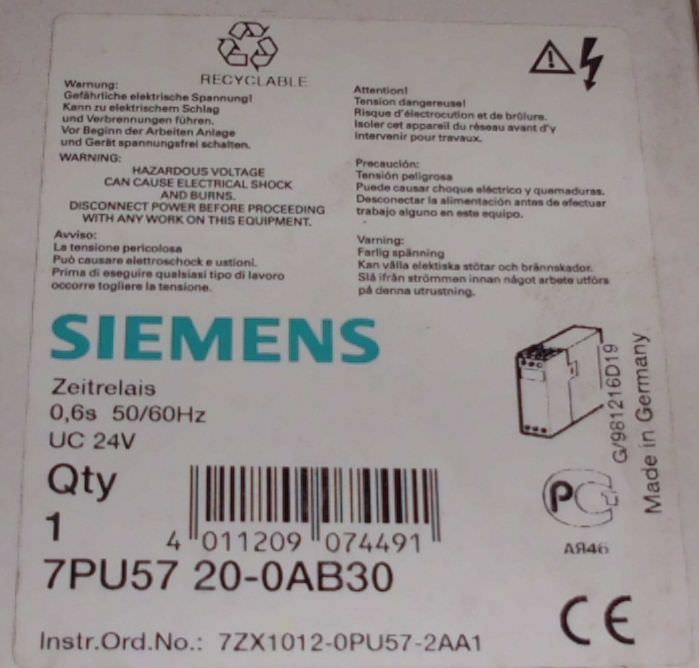 RECYCLABLE
Warnung:
Gefährliche elektrische Spannung!
Kann zu elektrischem Schlag
und Verbrennungen führen.
Vor Beginn der Arbeiten Anlage
und Gerät spannungsfrei schalten.
WARNING:
HAZARDOUS VOLTAGE
CAN CAUSE ELECTRICAL SHOCK
AND BURNS.
DISCONNECT POWER BEFORE PROCEEDING
WITH ANY WORK ON THIS EQUIPMENT.
Avviso:
La tensione pericolosa
Può causare elettroschock e ustioni.
Prima di eseguire qualsiasi tipo di lavoro
occorre togliere la tensione.
Attention!
Tension dangereuse!
Risque d'électrocution et de brûlure.
Isoler cet appareil du réseau avant d'y
intervenir pour travaux.
Precaución:
Tensión peligrosa
Puede causar choque eléctrico y quemaduras.
Desconectar la alimentación antes de efectuar
trabajo alguno en este equipo.
Varning:
Farlig spänning
Kan vålla elektiska stötar och brännskador.
Slå ifrån strömmen innan något arbete utförs
på denna utrustning.
SIEMENS
Zeitrelais
0,6s 50/60Hz
UC 24V
Qty
1
4 011209 074491
7PU57 20-0AB30
Instr.Ord.No.: 7ZX1012-0PU57-2AA1
G/981216D19
Made in Germany
PC
АЯ46
CE